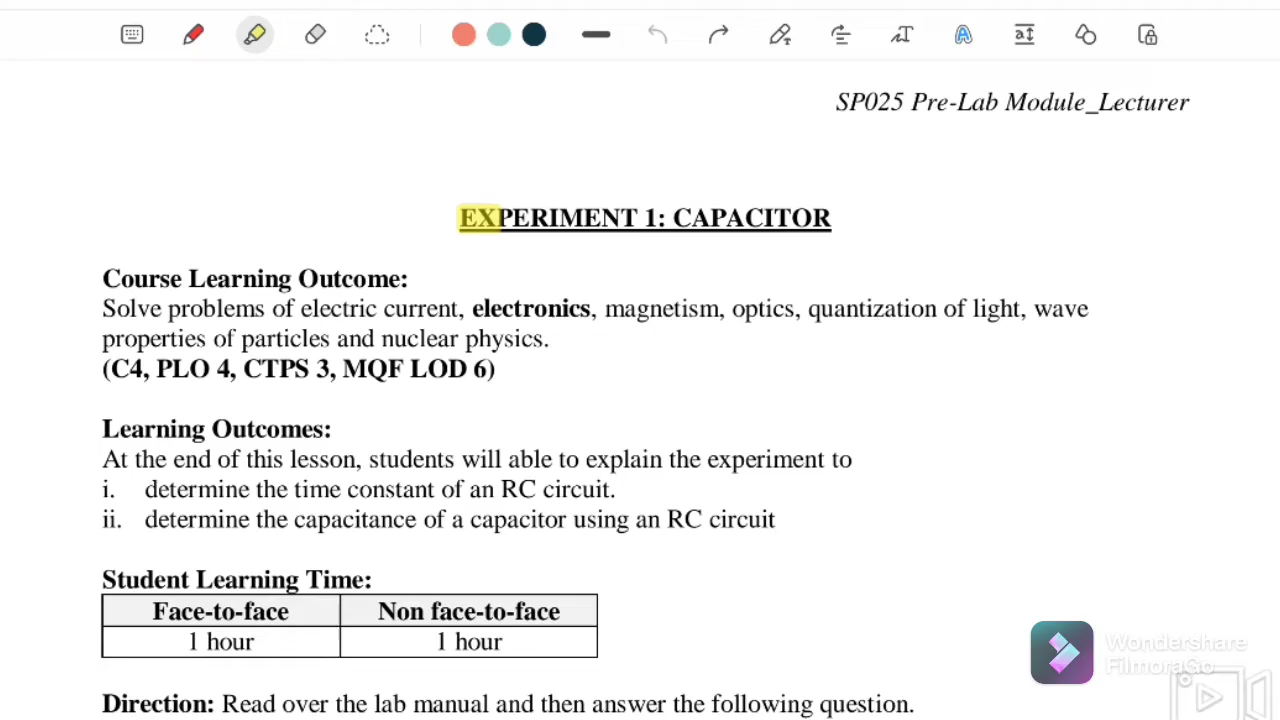 SP025 Pre-Lab Module_Lecturer
EXPERIMENT 1: CAPACITOR
Course Learning Outcome:
Solve problems of electric current, electronics, magnetism, optics, quantization of light, wave
properties of particles and nuclear physics.
(C4, PLO 4, CTPS 3, MQF LOD 6)
Learning Outcomes:
At the end of this lesson, students will able to explain the experiment to
i. determine the time constant of an RC circuit.
ii. determine the capacitance of a capacitor using an RC circuit
Student Learning Time:
Face-to-face Non face-to-face
1 hour 1 hour
Wondershare
FilmoraGo
Direction: Read over the lab manual and then answer the following question.